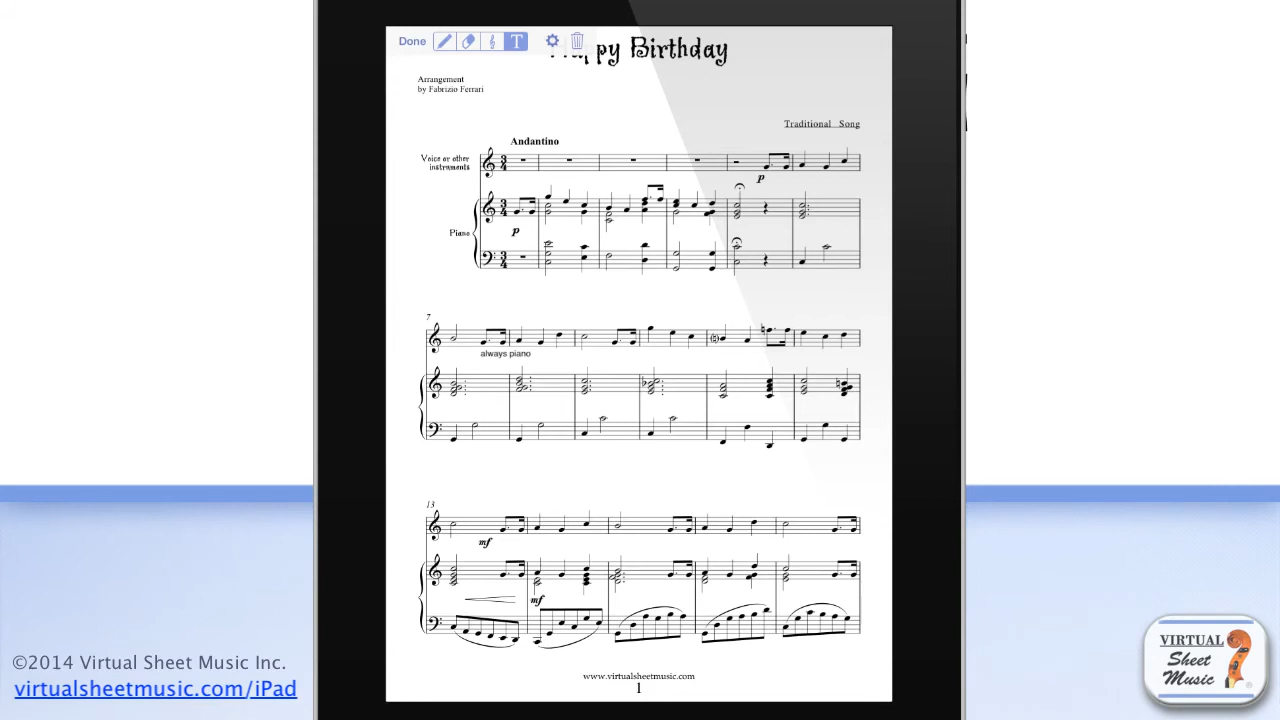 Done T
Happy Birthday
Arrangement
by Fabrizio Ferrari
Traditional Song
Andantino
Voice or other
instruments
p
Piano
p
7
always piano
13
mf
mf
www.virtualsheetmusic.com
1
©2014 Virtual Sheet Music Inc.
virtualsheetmusic.com/iPad
VIRTUAL
Sheet
Music